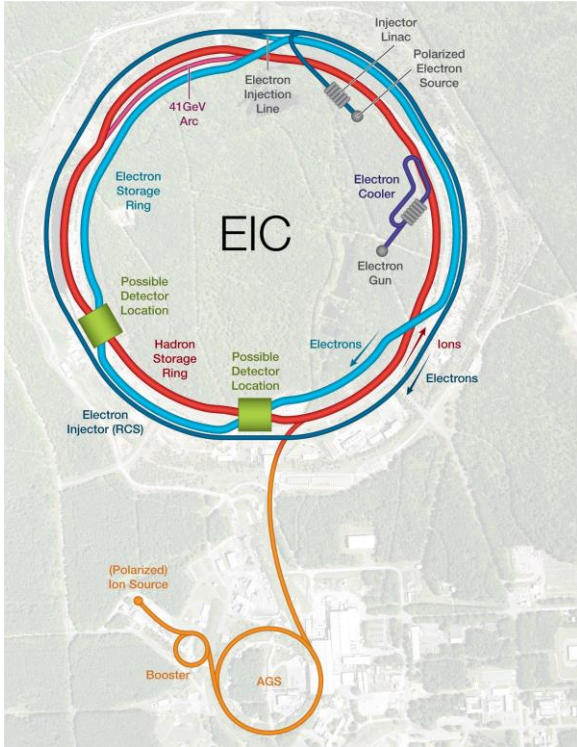 Injector
Linac
Polarized
Electron
Source
Electron
Injection
Line
41GeV
Arc
Electron
Storage
Ring
Electron
Cooler
EIC
Electron
Gun
Possible
Detector
Location
Hadron
Storage
Ring
Possible
Detector
Location
Electrons
Ions
Electrons
Electron
Injector (RCS)
(Polarized)
Ion Source
Booster
AGS